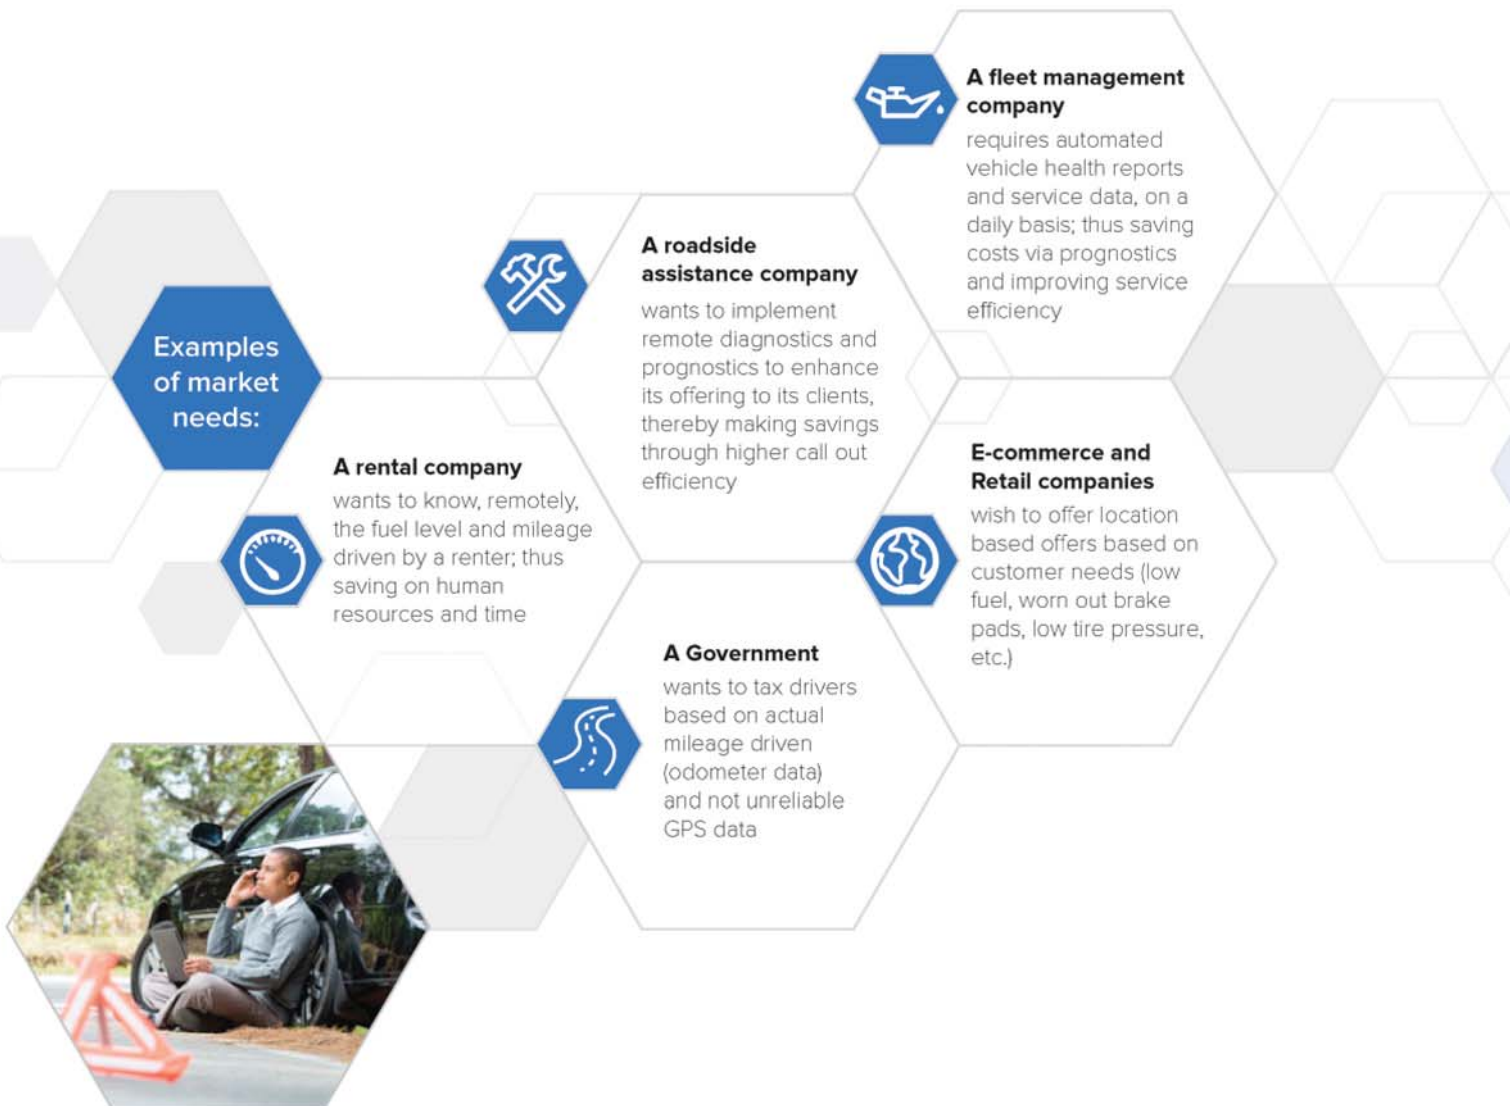 Examples
of market
needs:
A rental company
wants to know, remotely,
the fuel level and mileage
driven by a renter; thus
saving on human
resources and time
A roadside
assistance company
wants to implement
remote diagnostics and
prognostics to enhance
its offering to its clients,
thereby making savings
through higher call out
efficiency
A fleet management
company
requires automated
vehicle health reports
and service data, on a
daily basis; thus saving
costs via prognostics
and improving service
efficiency
A Government
wants to tax drivers
based on actual
mileage driven
(odometer data)
and not unreliable
GPS data
E-commerce and
Retail companies
wish to offer location
based offers based on
customer needs (low
fuel, worn out brake
pads, low tire pressure,
etc.)